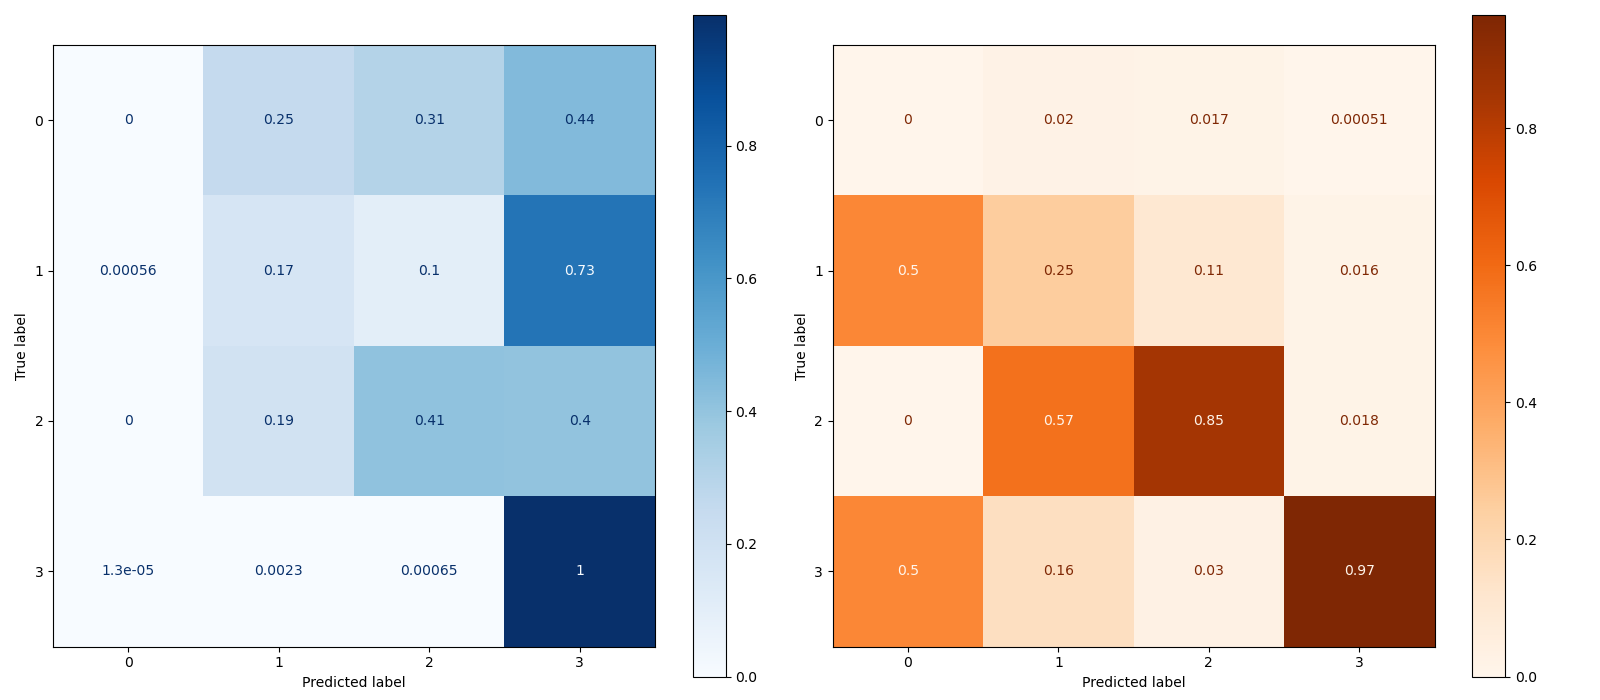 0 0 0.25 0.31 0.44
1 0.00056 0.17 0.1 0.73
2 0 0.19 0.41 0.4
3 1.3e-05 0.0023 0.00065 1
0 1 2 3
True label
Predicted label
0.8
0.6
0.4
0.2
0.0
0 0 0.02 0.017 0.00051
1 0.5 0.25 0.11 0.016
2 0 0.57 0.85 0.018
3 0.5 0.16 0.03 0.97
0 1 2 3
True label
Predicted label
0.8
0.6
0.4
0.2
0.0